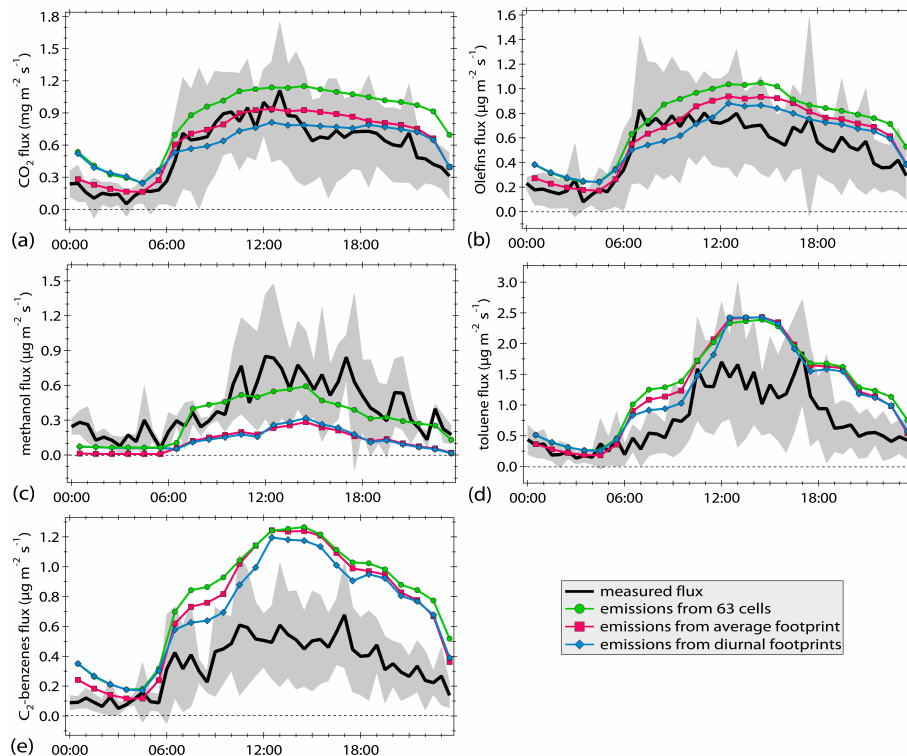 1.8
1.5
1.2
0.9
0.6
0.3
0.0
CO2 flux (mg m-2 s-1)
(a)
00:00 06:00 12:00 18:00
1.6
1.4
1.2
1.0
0.8
0.6
0.4
0.2
0.0
Olefins flux (µg m-2 s-1)
(b)
00:00 06:00 12:00 18:00
1.5
1.2
0.9
0.6
0.3
0.0
methanol flux (µg m-2 s-1)
(c)
00:00 06:00 12:00 18:00
3.0
2.5
2.0
1.5
1.0
0.5
0.0
toluene flux (µg m-2 s-1)
(d)
00:00 06:00 12:00 18:00
1.2
1.0
0.8
0.6
0.4
0.2
0.0
C2-benzenes flux (µg m-2 s-1)
(e)
00:00 06:00 12:00 18:00
measured flux
emissions from 63 cells
emissions from average footprint
emissions from diurnal footprints